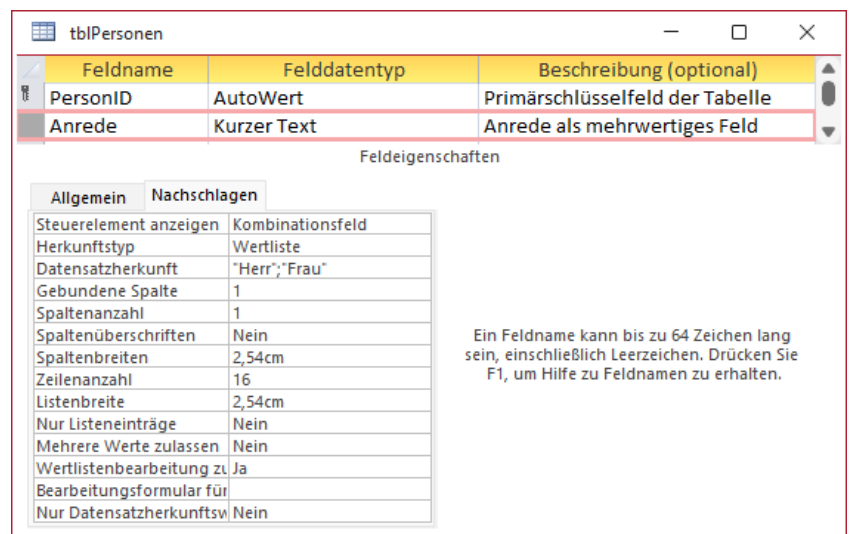 tblPersonen
Feldname Felddatentyp Beschreibung (optional)
PersonID AutoWert Primärschlüsselfeld der Tabelle
Anrede Kurzer Text Anrede als mehrwertiges Feld
Feldeigenschaften
Allgemein Nachschlagen
Steuerelement anzeigen Kombinationsfeld
Herkunftstyp Wertliste
Datensatzherkunft "Herr";"Frau"
Gebundene Spalte 1
Spaltenanzahl 1
Spaltenüberschriften Nein
Spaltenbreiten 2,54cm
Zeilenanzahl 16
Listenbreite 2,54cm
Nur Listeneinträge Nein
Mehrere Werte zulassen Nein
Wertlistenbearbeitung zu Ja
Bearbeitungsformular für
Nur Datensatzherkunftsw Nein
Ein Feldname kann bis zu 64 Zeichen lang
sein, einschließlich Leerzeichen. Drücken Sie
F1, um Hilfe zu Feldnamen zu erhalten.